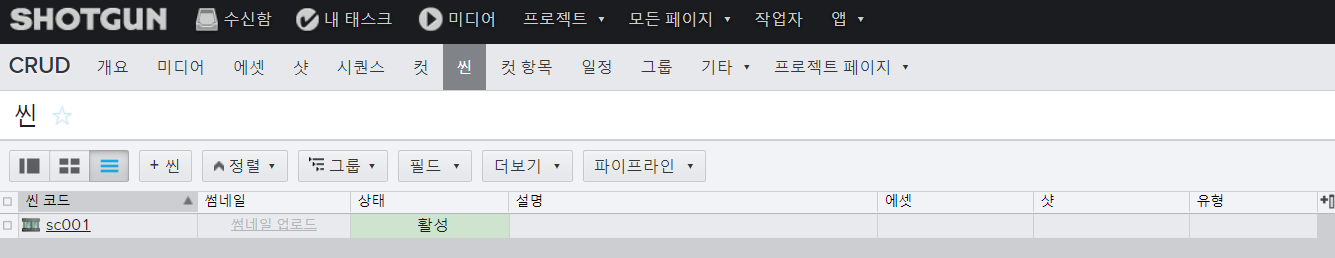 SHOTGUN 수신함 내 태스크 미디어 프로젝트 모든 페이지 작업자 앱
CRUD 개요 미디어 에셋 샷 시퀀스 컷 씬 컷 항목 일정 그룹 기타 프로젝트 페이지
씬
+ 씬 정렬 그룹 필드 더보기 파이프라인
씬 코드 썸네일 상태 설명 에셋 샷 유형
sc001 썸네일 업로드 활성